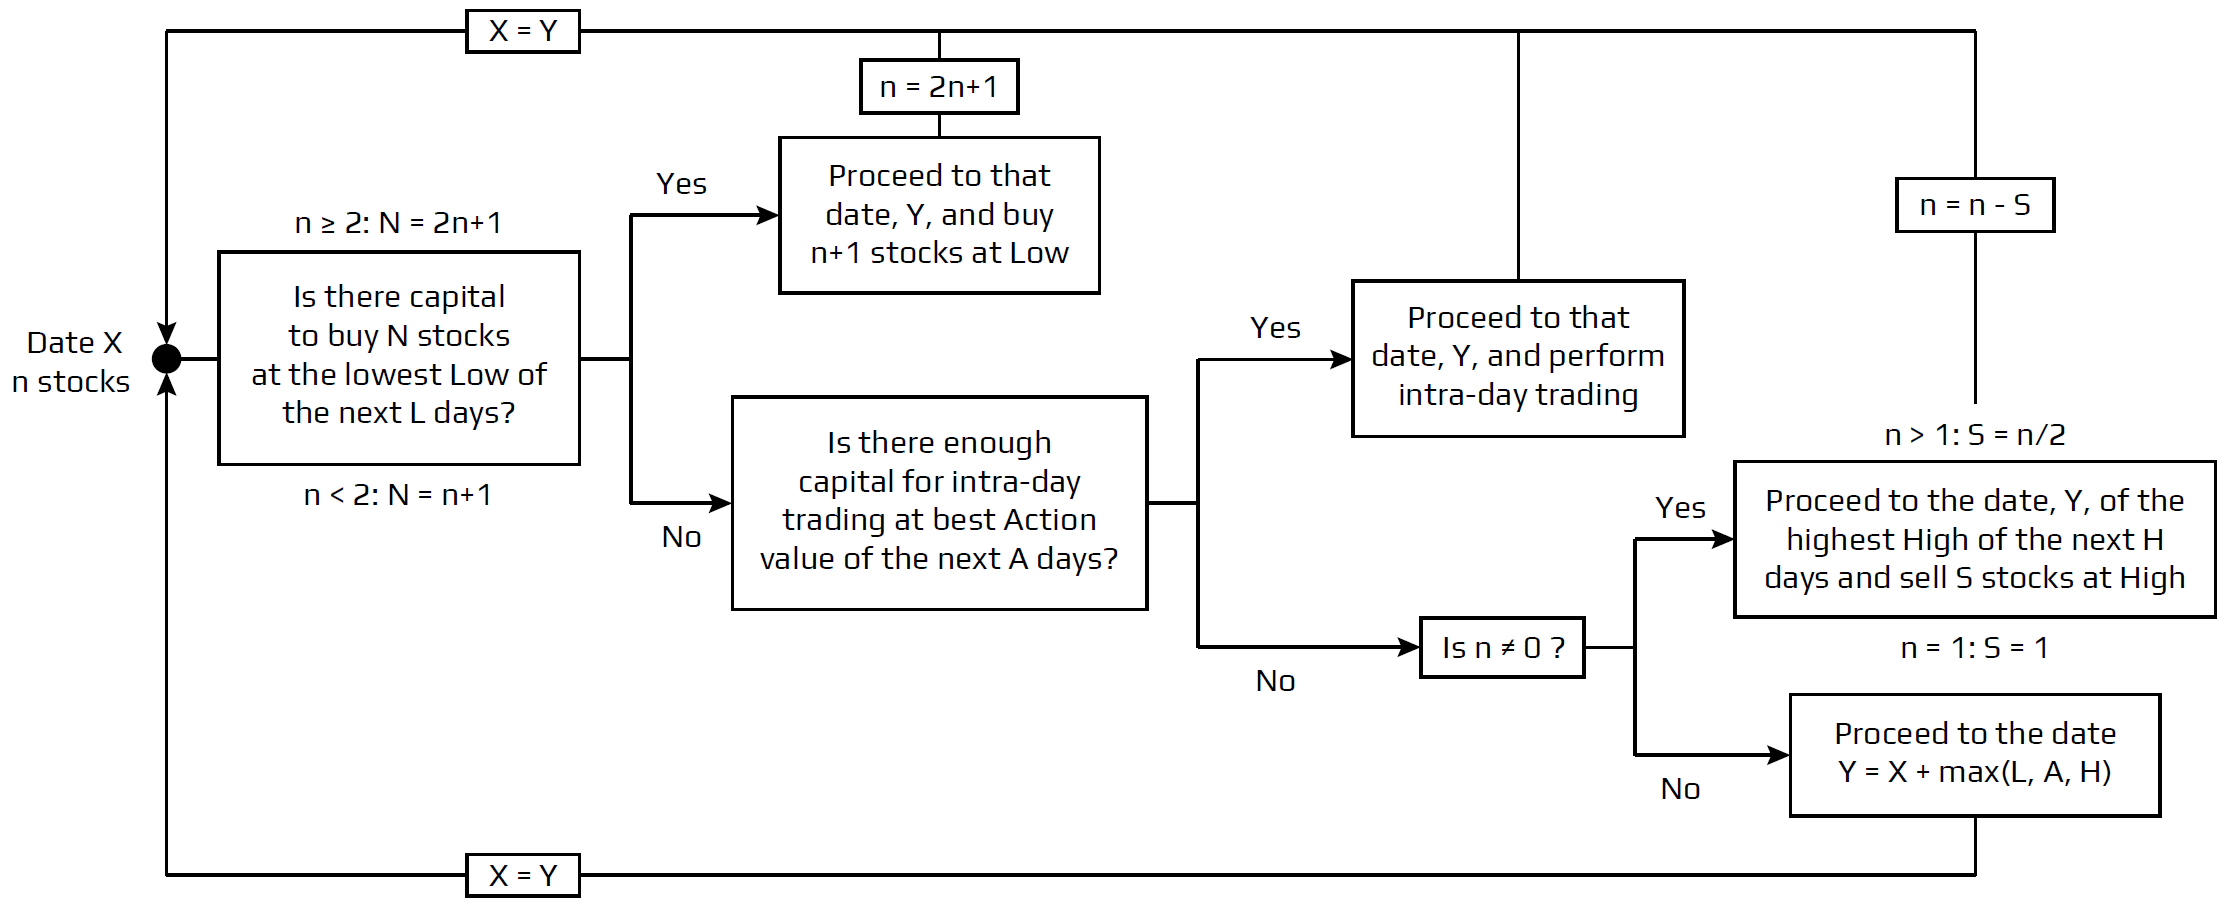 X = Y
n = 2n+1
Yes
Proceed to that
date, Y, and buy
n+1 stocks at Low
n = n - S
n ≥ 2: N = 2n+1
Is there capital
to buy N stocks
at the lowest Low of
the next L days?
n < 2: N = n+1
Date X
n stocks
Yes
Proceed to that
date, Y, and perform
intra-day trading
No
Is there enough
capital for intra-day
trading at best Action
value of the next A days?
n > 1: S = n/2
Yes
Proceed to the date, Y, of the
highest High of the next H
days and sell S stocks at High
n = 1: S = 1
No
Is n ≠ 0 ?
No
Proceed to the date
Y = X + max(L, A, H)
X = Y